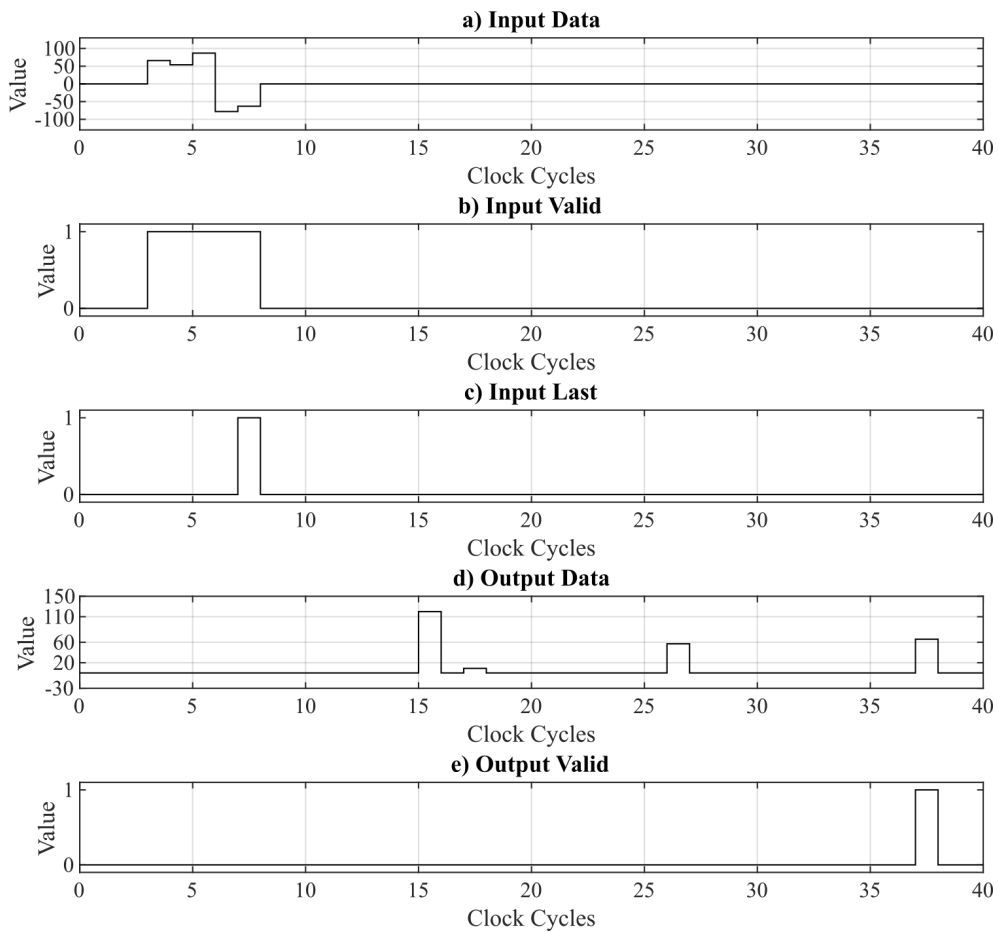 a) Input Data
Value
100
50
0
-50
-100
0 5 10 15 20 25 30 35 40
Clock Cycles
b) Input Valid
Value
1
0
0 5 10 15 20 25 30 35 40
Clock Cycles
c) Input Last
Value
1
0
0 5 10 15 20 25 30 35 40
Clock Cycles
d) Output Data
Value
150
110
60
20
-30
0 5 10 15 20 25 30 35 40
Clock Cycles
e) Output Valid
Value
1
0
0 5 10 15 20 25 30 35 40
Clock Cycles